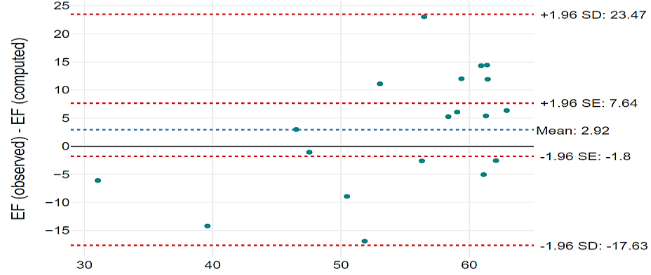 25
+1.96 SD: 23.47
20
15
10
+1.96 SE: 7.64
5
Mean: 2.92
0
-1.96 SE: -1.8
−5
−10
−15
-1.96 SD: -17.63
30 40 50 60
EF (observed) - EF (computed)